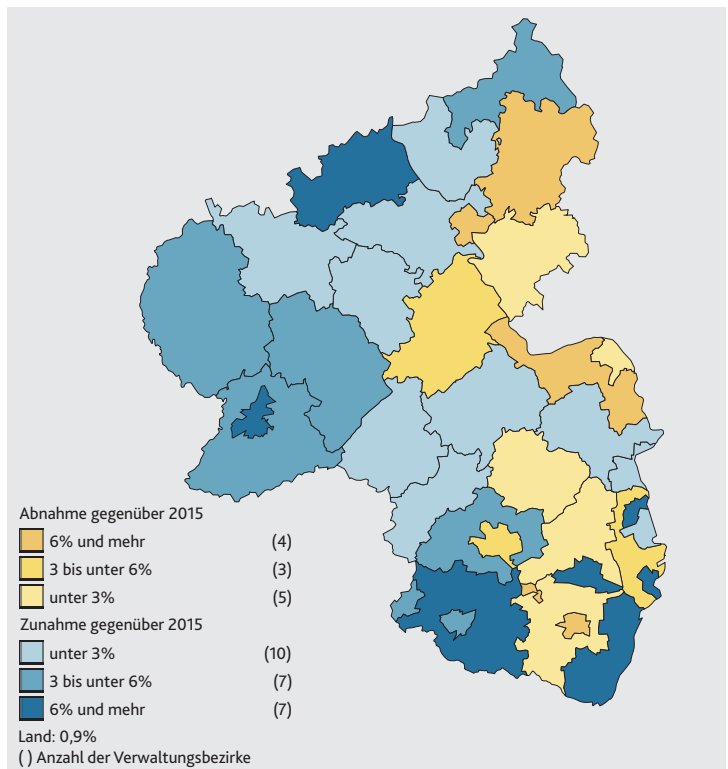 Abnahme gegenüber 2015
6% und mehr (4)
3 bis unter 6% (3)
unter 3% (5)
Zunahme gegenüber 2015
unter 3% (10)
3 bis unter 6% (7)
6% und mehr (7)
Land: 0,9%
( ) Anzahl der Verwaltungsbezirke